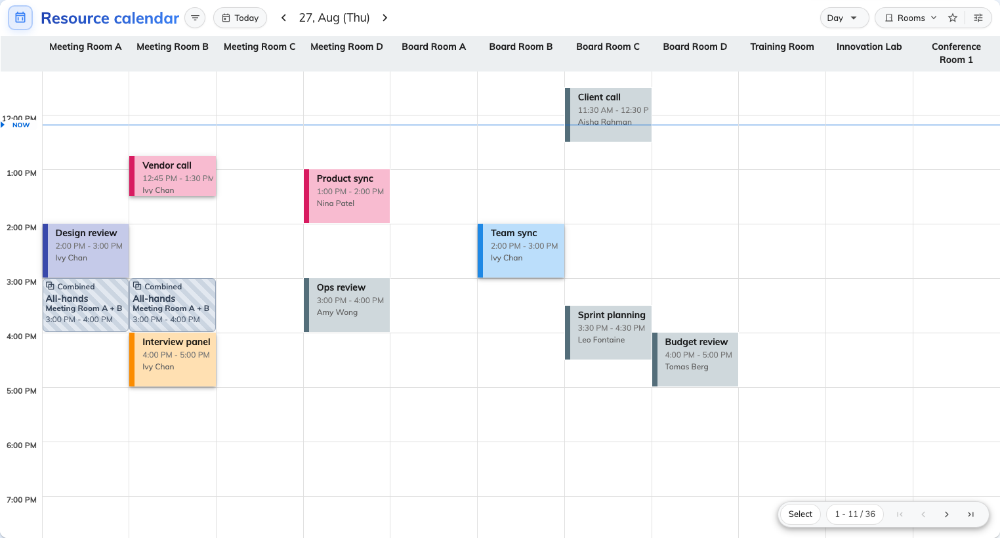 Resource calendar
Today
27, Aug (Thu)
Day
Rooms
Meeting Room A
Meeting Room B
Meeting Room C
Meeting Room D
Board Room A
Board Room B
Board Room C
Board Room D
Training Room
Innovation Lab
Conference
Room 1
Client call
11:30 AM - 12:30 P
Aisha Rahman
12:00 PM
NOW
Vendor call
12:45 PM - 1:30 PM
Ivy Chan
1:00 PM
Product sync
1:00 PM - 2:00 PM
Nina Patel
2:00 PM
Design review
2:00 PM - 3:00 PM
Ivy Chan
Team sync
2:00 PM - 3:00 PM
Ivy Chan
3:00 PM
Combined
All-hands
Meeting Room A + B
3:00 PM - 4:00 PM
Combined
All-hands
Meeting Room A + B
3:00 PM - 4:00 PM
Ops review
3:00 PM - 4:00 PM
Amy Wong
Sprint planning
3:30 PM - 4:30 PM
Leo Fontaine
4:00 PM
Interview panel
4:00 PM - 5:00 PM
Ivy Chan
Budget review
4:00 PM - 5:00 PM
Tomas Berg
5:00 PM
6:00 PM
7:00 PM
Select
1 - 11 / 36